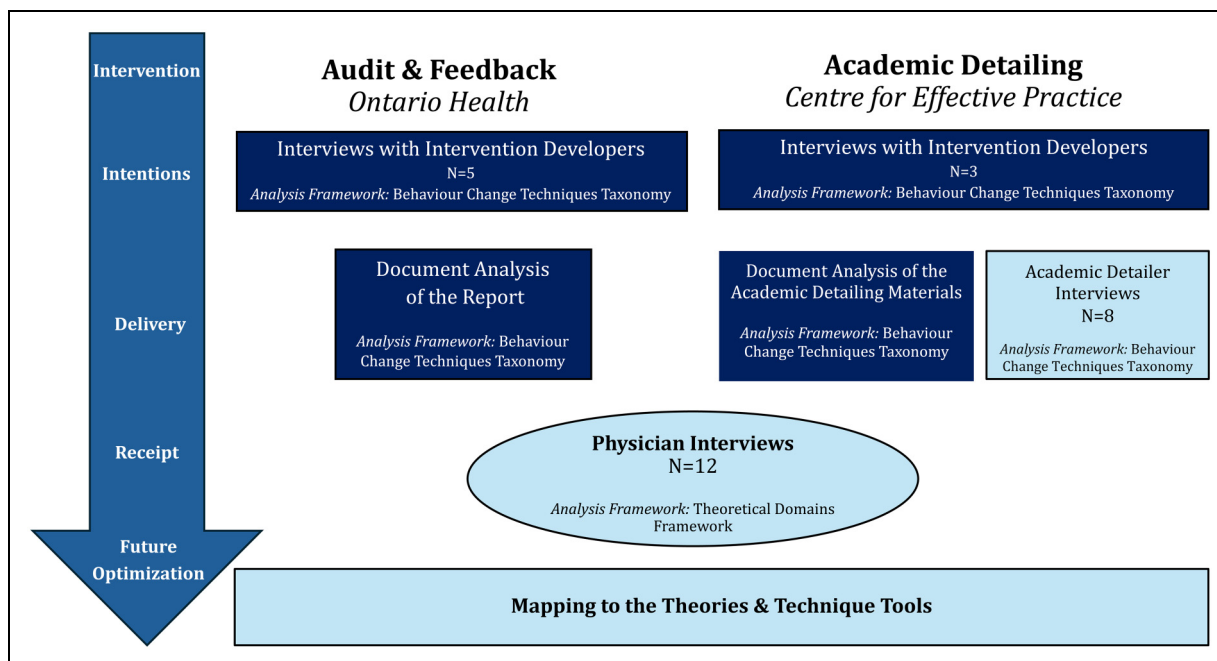 Intervention
Audit & Feedback
Ontario Health
Academic Detailing
Centre for Effective Practice
Intentions
Interviews with Intervention Developers
N=5
Analysis Framework: Behaviour Change Techniques Taxonomy
Interviews with Intervention Developers
N=3
Analysis Framework: Behaviour Change Techniques Taxonomy
Delivery
Document Analysis
of the Report
Analysis Framework: Behaviour
Change Techniques Taxonomy
Document Analysis of the
Academic Detailing Materials
Analysis Framework: Behaviour
Change Techniques Taxonomy
Academic Detailer
Interviews
N=8
Analysis Framework: Behaviour
Change Techniques Taxonomy
Receipt
Physician Interviews
N=12
Analysis Framework: Theoretical Domains
Framework
Future
Optimization
Mapping to the Theories & Technique Tools